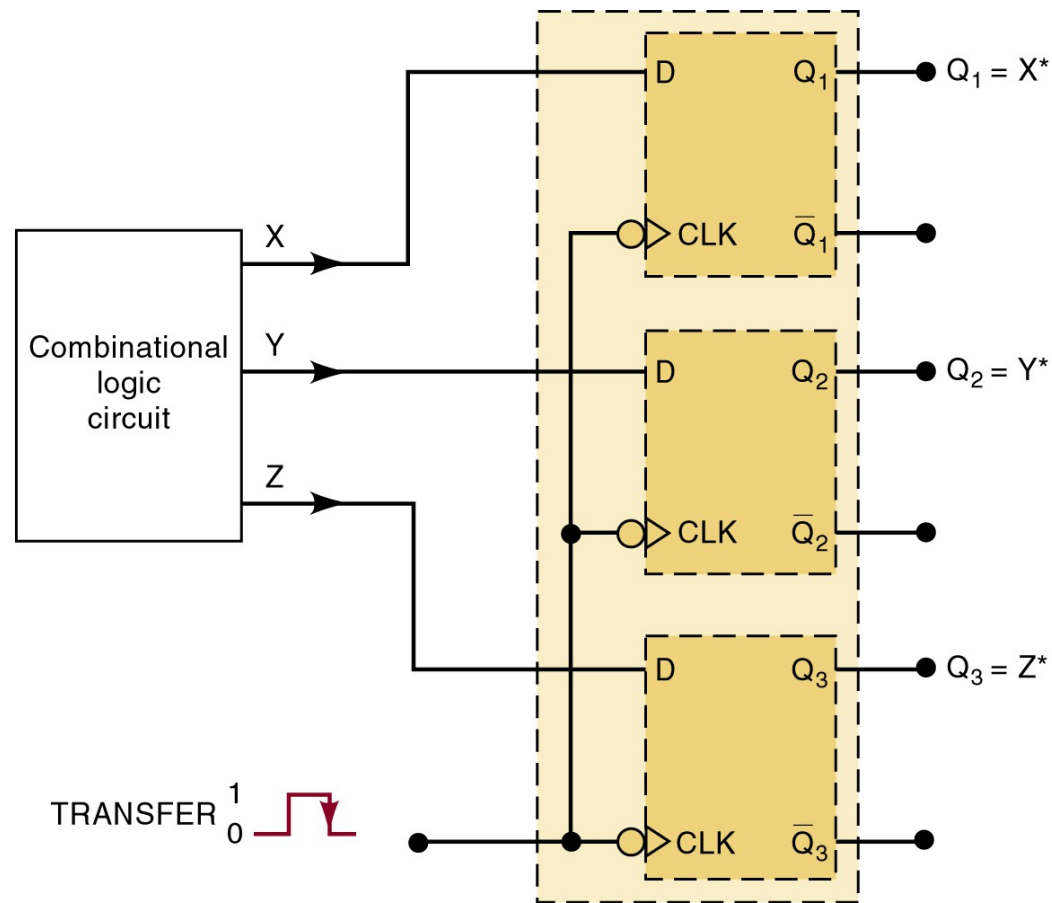 D Q₁ Q₁ = X*
CLK Q̅₁
X
Combinational
logic
circuit
Y
D Q₂ Q₂ = Y*
Z
CLK Q̅₂
D Q₃ Q₃ = Z*
TRANSFER 1
0
CLK Q̅₃